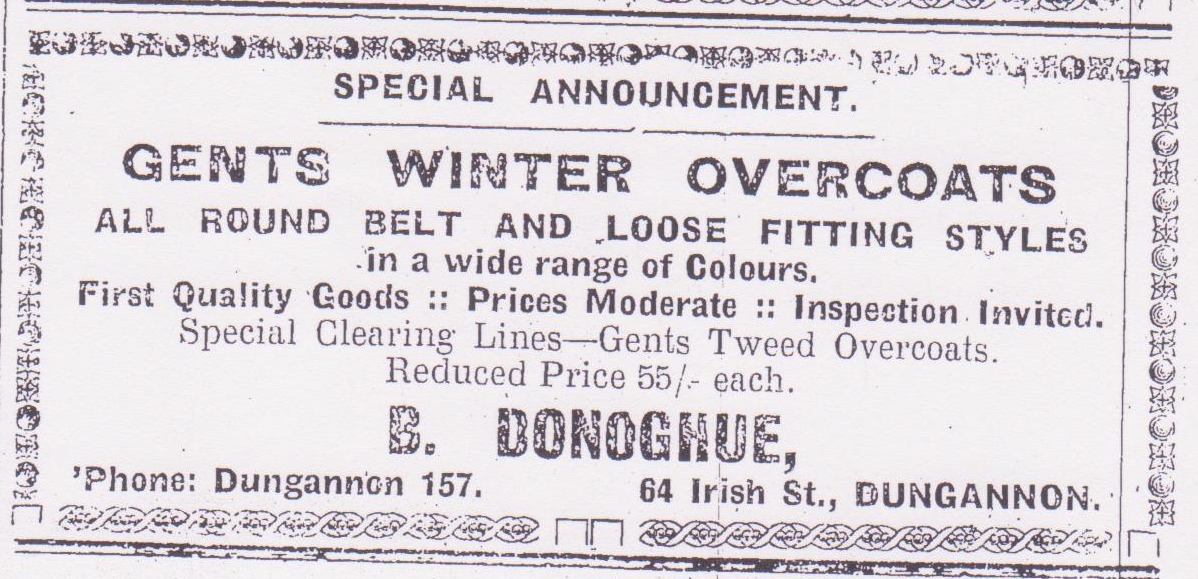 SPECIAL ANNOUNCEMENT.
GENTS WINTER OVERCOATS
ALL ROUND BELT AND LOOSE FITTING STYLES
in a wide range of Colours.
First Quality Goods :: Prices Moderate :: Inspection Invited.
Special Clearing Lines—Gents Tweed Overcoats.
Reduced Price 55/- each.
B. DONOGHUE,
'Phone: Dungannon 157. 64 Irish St., DUNGANNON.